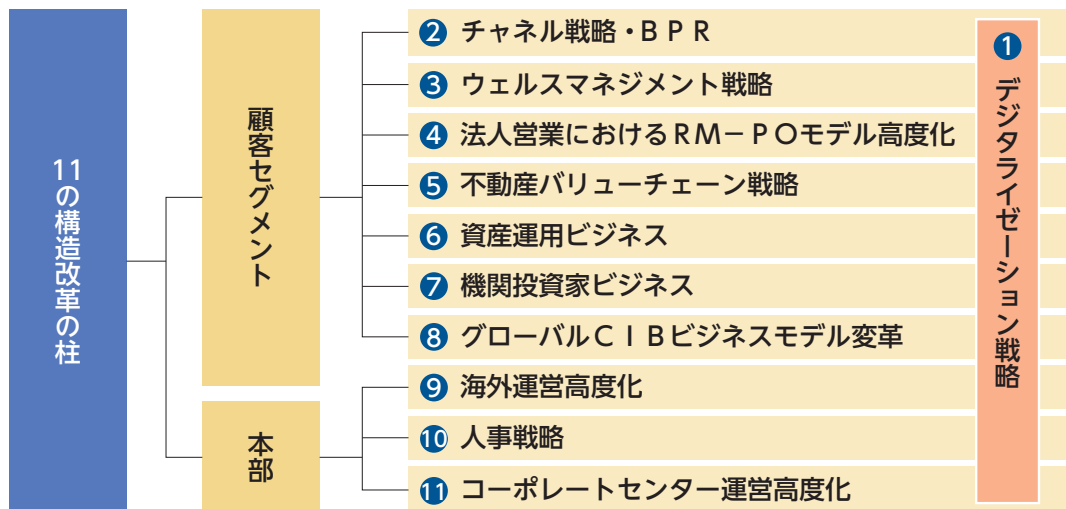 11の構造改革の柱
顧客セグメント
❷ チャネル戦略・ＢＰＲ
❸ ウェルスマネジメント戦略
❹ 法人営業におけるＲＭ－ＰＯモデル高度化
❺ 不動産バリューチェーン戦略
❻ 資産運用ビジネス
❼ 機関投資家ビジネス
❽ グローバルＣＩＢビジネスモデル変革
本部
❾ 海外運営高度化
❿ 人事戦略
⓫ コーポレートセンター運営高度化
❶ デジタライゼーション戦略